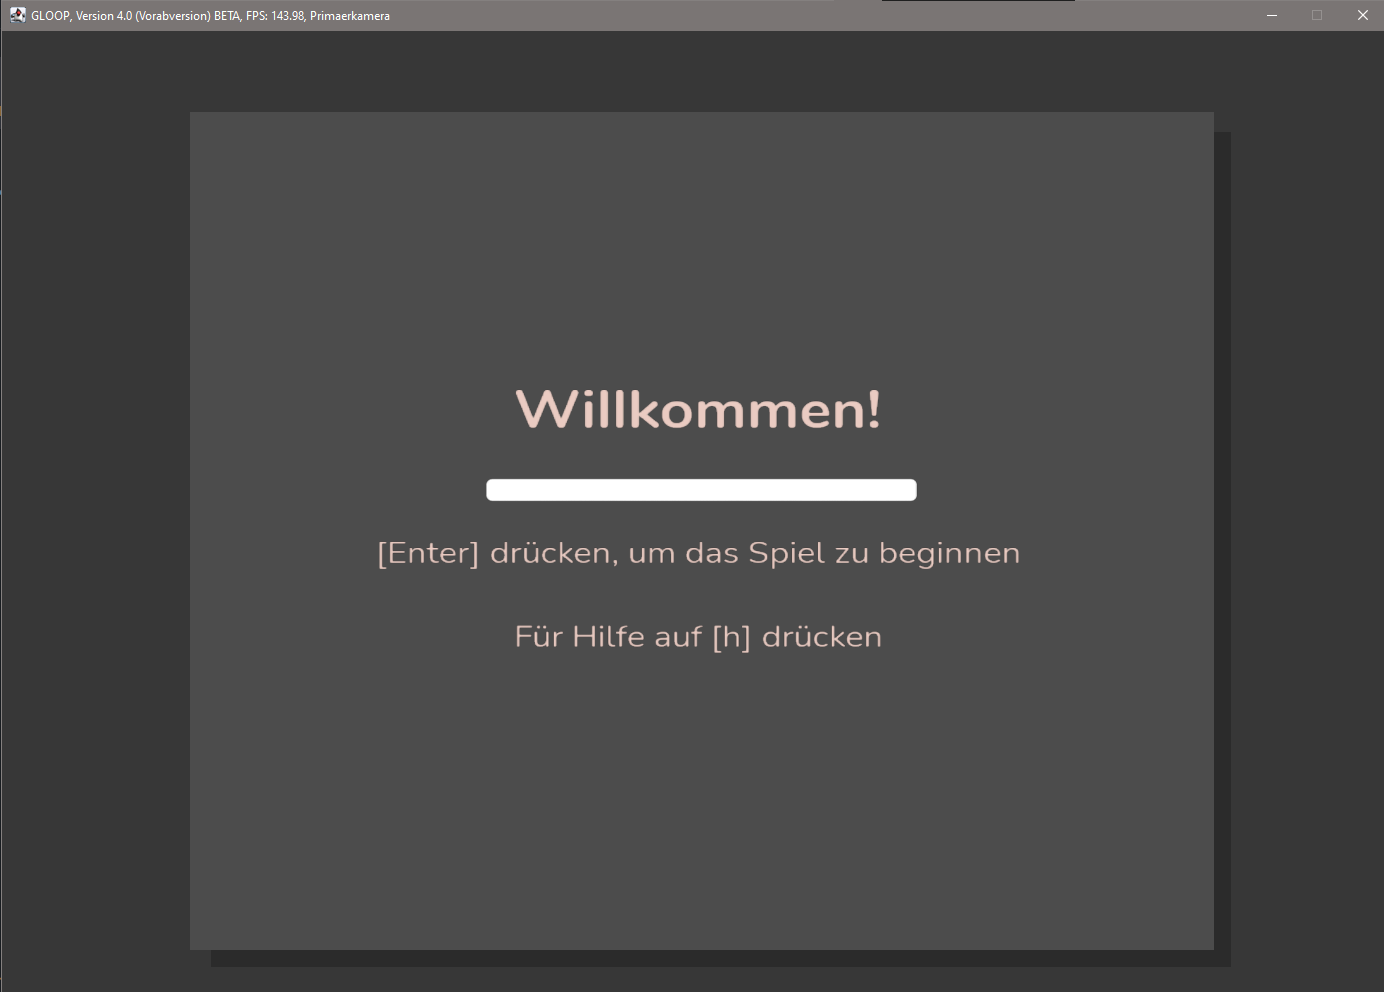 GLOOP, Version 4.0 (Vorabversion) BETA, FPS: 143.98, Primaerkamera
Willkommen!
[Enter] drücken, um das Spiel zu beginnen
Für Hilfe auf [h] drücken